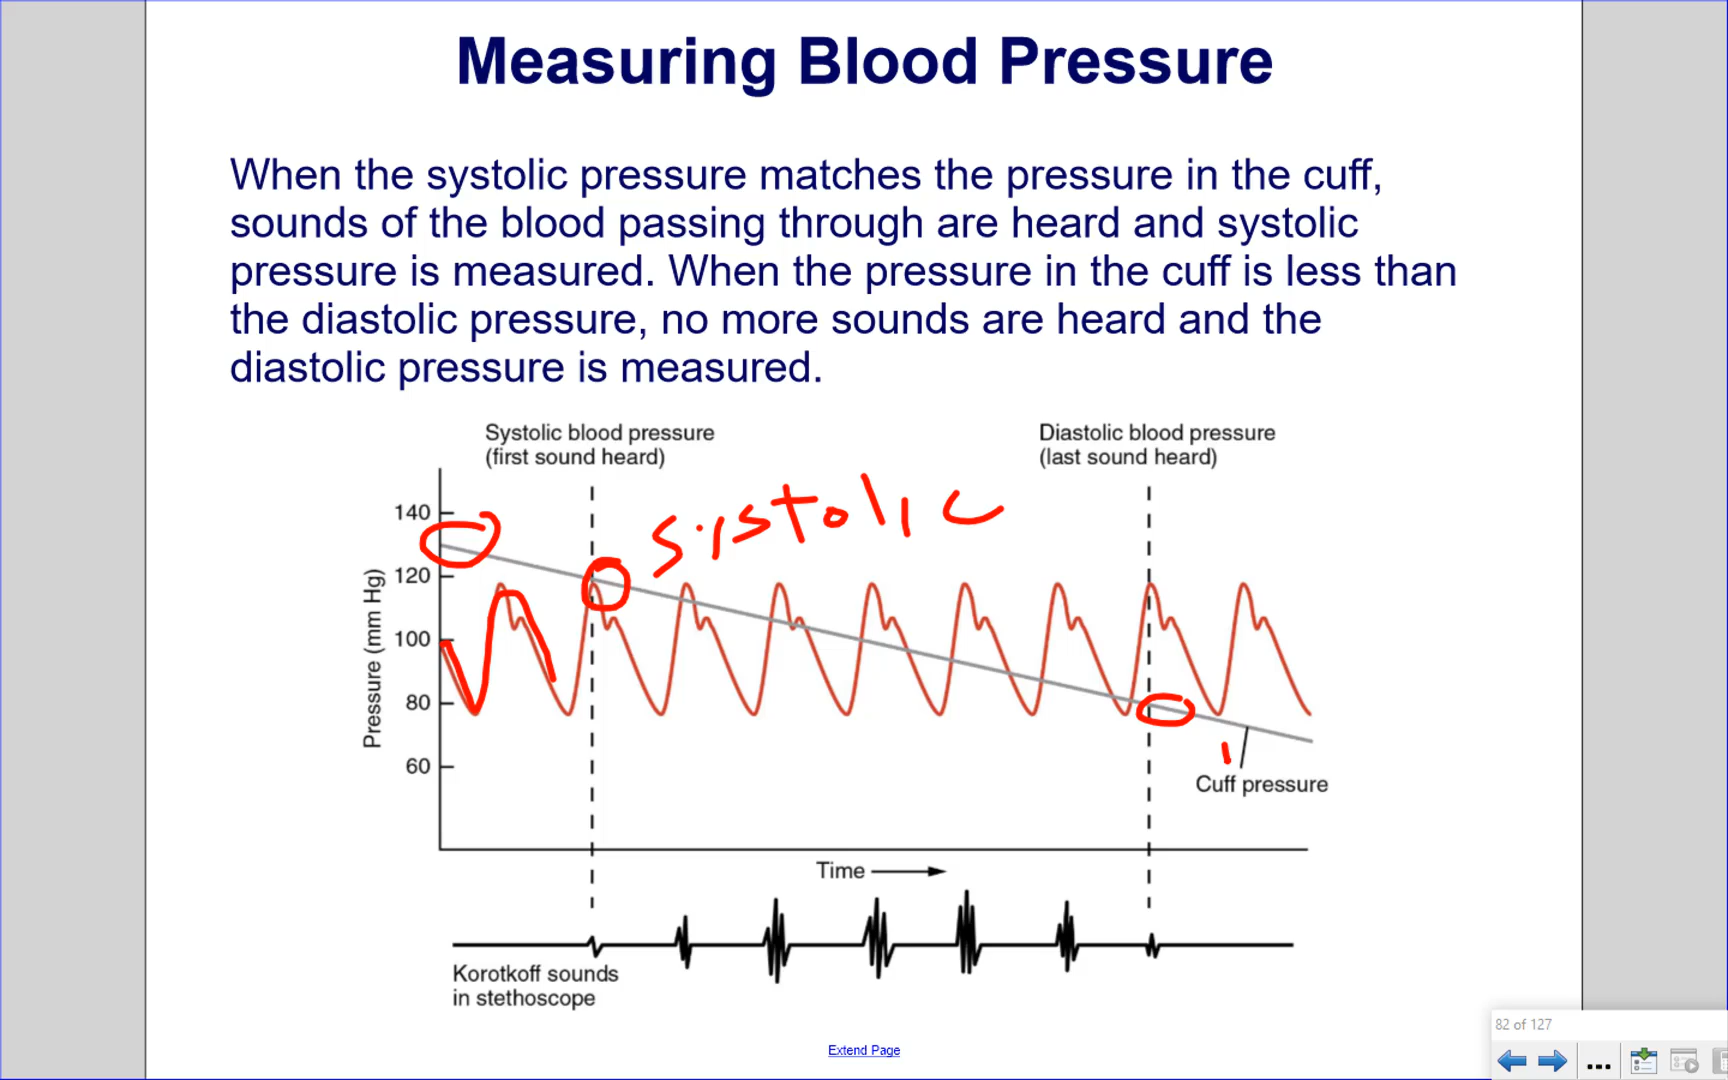 Measuring Blood Pressure
When the systolic pressure matches the pressure in the cuff,
sounds of the blood passing through are heard and systolic
pressure is measured. When the pressure in the cuff is less than
the diastolic pressure, no more sounds are heard and the
diastolic pressure is measured.
Systolic blood pressure
(first sound heard)
Diastolic blood pressure
(last sound heard)
systolic
140
120
100
80
60
Pressure (mm Hg)
Cuff pressure
Time
Korotkoff sounds
in stethoscope
Extend Page
82 of 127
...